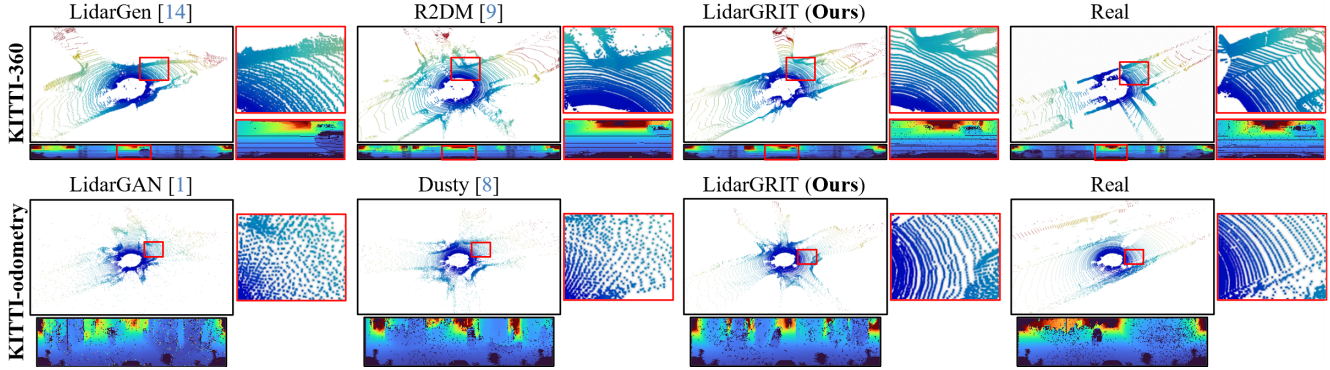 LidarGen [14]
R2DM [9]
LidarGRIT (Ours)
Real
KITTI-360
LidarGAN [1]
Dusty [8]
LidarGRIT (Ours)
Real
KITTI-odometry